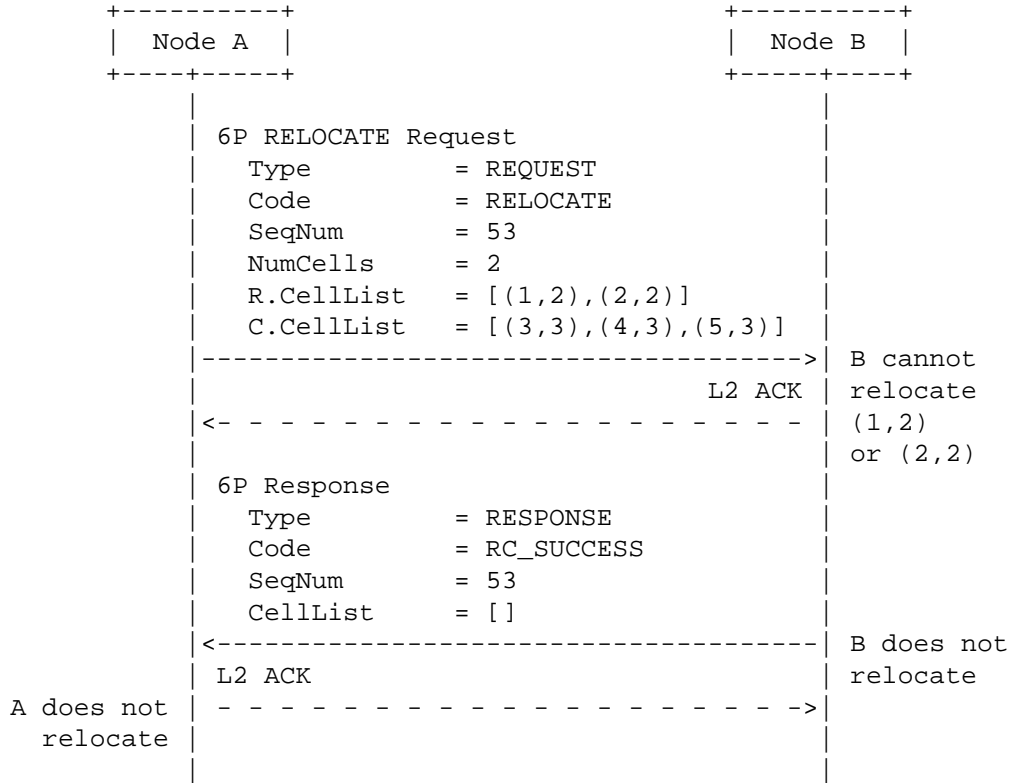 Node A Node B
6P RELOCATE Request
Type = REQUEST
Code = RELOCATE
SeqNum = 53
NumCells = 2
R.CellList = [(1,2),(2,2)]
C.CellList = [(3,3),(4,3),(5,3)]
B cannot
L2 ACK relocate
(1,2)
or (2,2)
6P Response
Type = RESPONSE
Code = RC_SUCCESS
SeqNum = 53
CellList = []
B does not
L2 ACK relocate
A does not
relocate